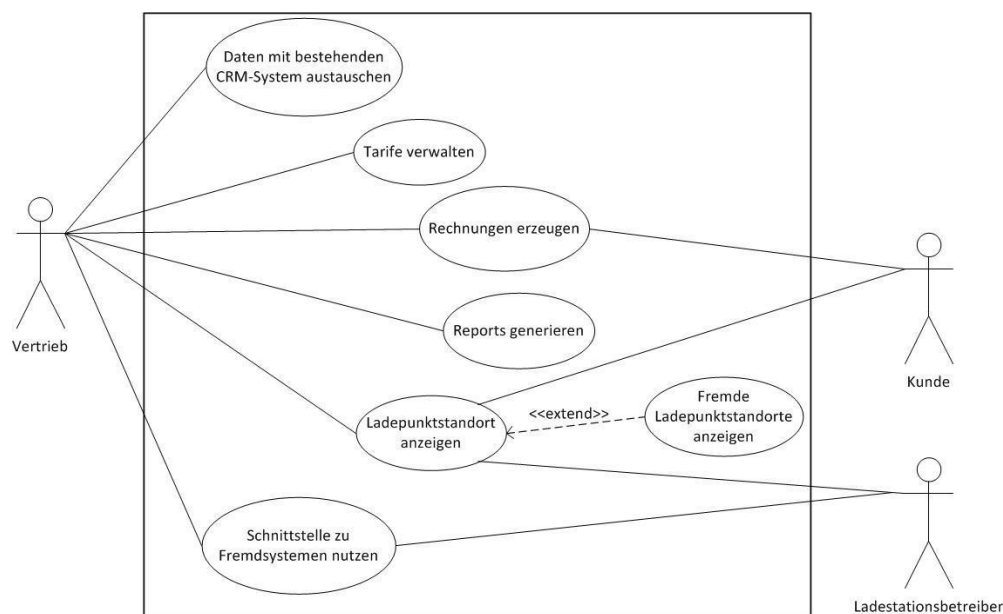 Daten mit bestehenden
CRM-System austauschen
Tarife verwalten
Rechnungen erzeugen
Vertrieb
Reports generieren
Kunde
Ladepunktstandort
anzeigen
<<extend>>
Fremde
Ladepunktstandorte
anzeigen
Schnittstelle zu
Fremdsystemen nutzen
Ladestationsbetreiber